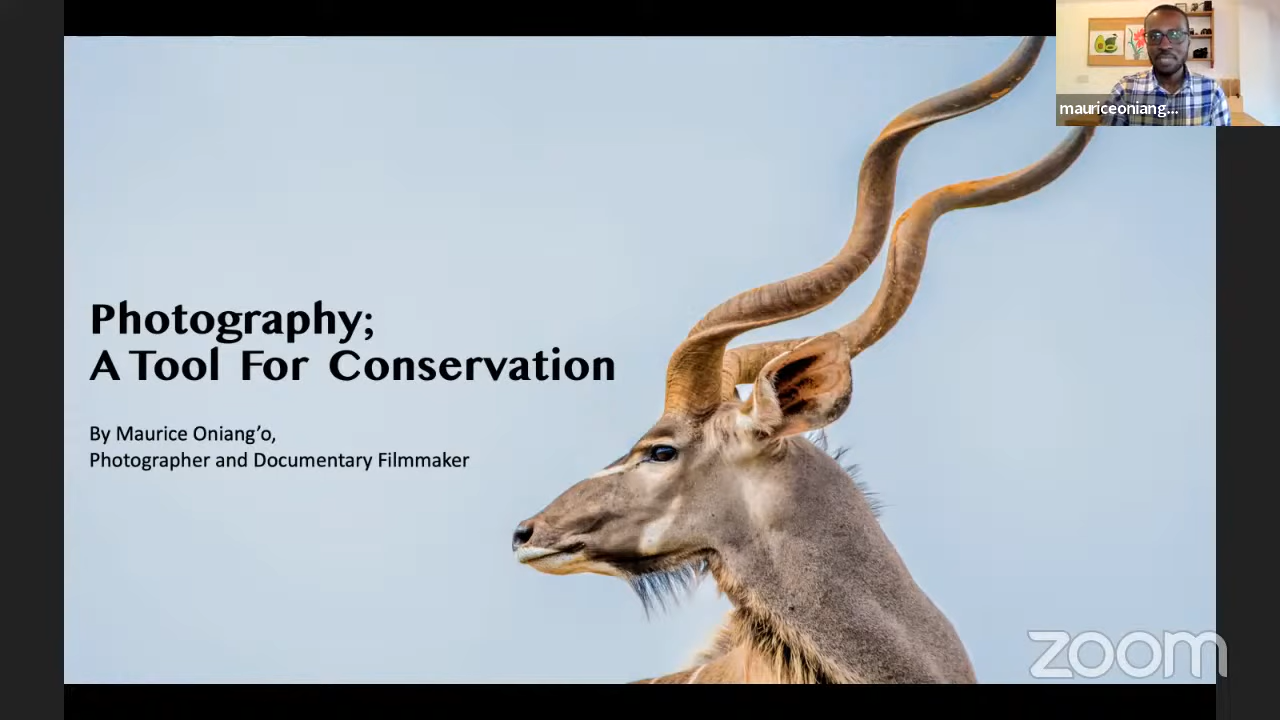 mauriceoniang...
Photography;
A Tool For Conservation
By Maurice Oniang’o,
Photographer and Documentary Filmmaker
zoom